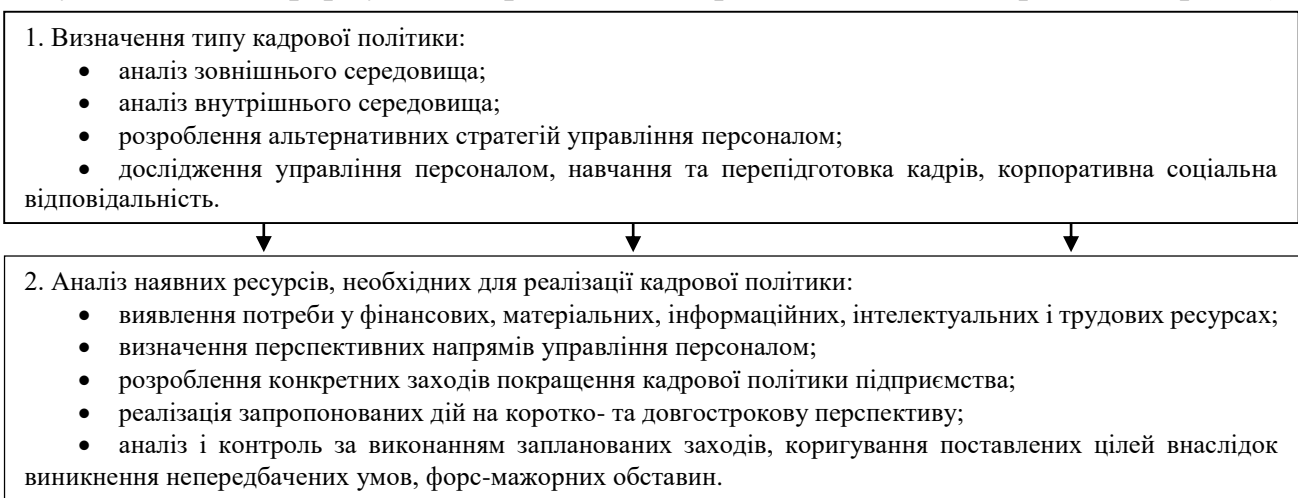 1. Визначення типу кадрової політики:
• аналіз зовнішнього середовища;
• аналіз внутрішнього середовища;
• розроблення альтернативних стратегій управління персоналом;
• дослідження управління персоналом, навчання та перепідготовка кадрів, корпоративна соціальна
відповідальність.
2. Аналіз наявних ресурсів, необхідних для реалізації кадрової політики:
• виявлення потреби у фінансових, матеріальних, інформаційних, інтелектуальних і трудових ресурсах;
• визначення перспективних напрямів управління персоналом;
• розроблення конкретних заходів покращення кадрової політики підприємства;
• реалізація запропонованих дій на коротко- та довгострокову перспективу;
• аналіз і контроль за виконанням запланованих заходів, коригування поставлених цілей внаслідок
виникнення непередбачених умов, форс-мажорних обставин.